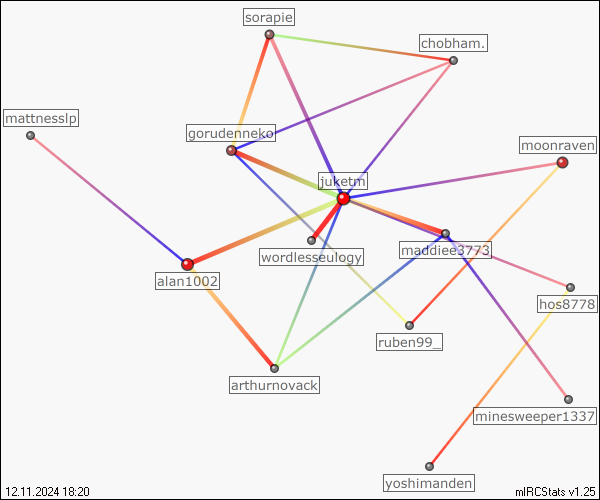 sorapie
chobham.
mattnesslp
gorudenneko
moonraven
juketm
wordlesseulogy
maddiee3773
alan1002
hos8778
ruben99_
arthurnovack
minesweeper1337
yoshimanden
12.11.2024 18:20
mIRCStats v1.25